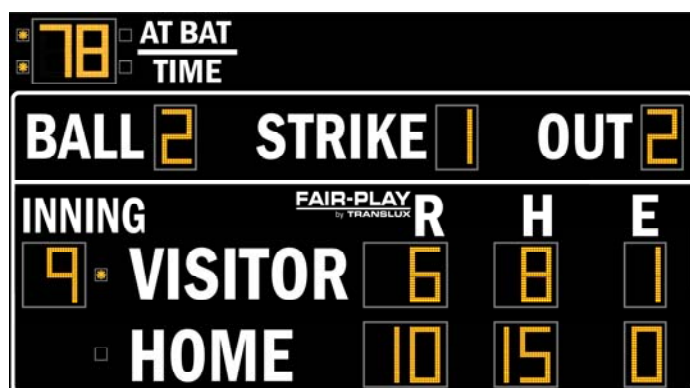 78 AT BAT
TIME
BALL 2 STRIKE 1 OUT 2
INNING FAIR-PLAY R H E
by TRANSLUX
9 VISITOR 6 8 1
HOME 10 15 0